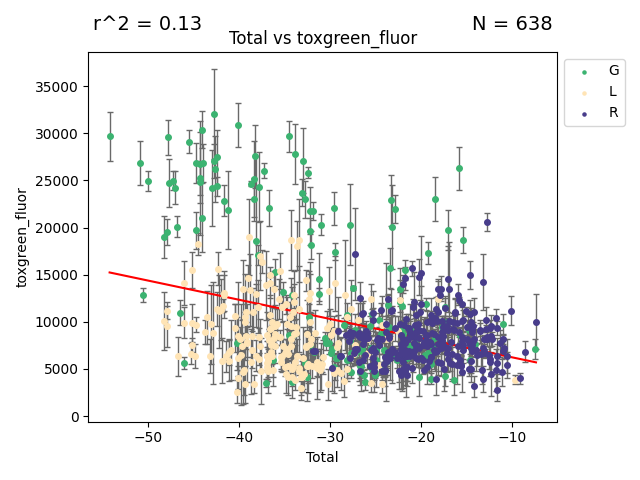 r^2 = 0.13
N = 638
Total vs toxgreen_fluor
35000
30000
25000
20000
15000
10000
5000
0
toxgreen_fluor
−50
−40
−30
−20
−10
Total
G
L
R